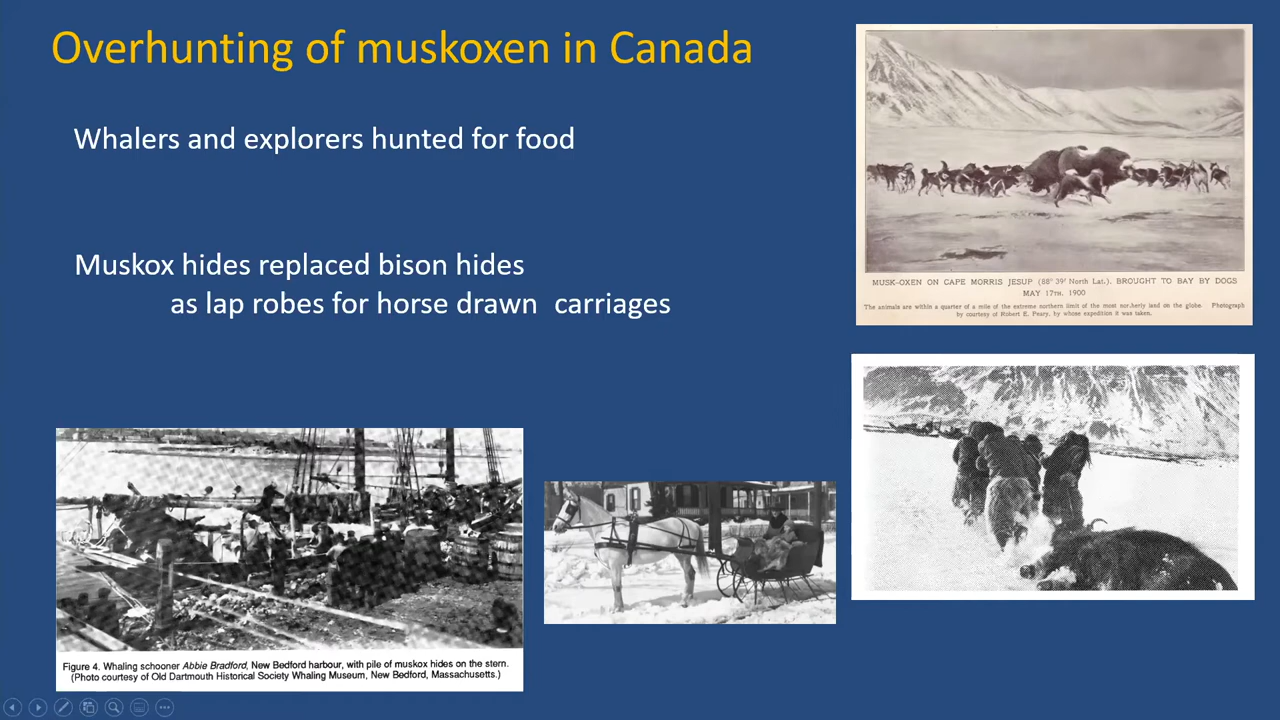 Overhunting of muskoxen in Canada
Whalers and explorers hunted for food
Muskox hides replaced bison hides
as lap robes for horse drawn carriages
MUSK-OXEN ON CAPE MORRIS JESUP (88° 39' North Lat.). BROUGHT TO BAY BY DOGS
MAY 17TH, 1900
The animals are within a quarter of a mile of the extreme northern limit of the most northerly land on the globe. Photograph
by courtesy of Robert E. Peary, by whose expedition it was taken.
Figure 4. Whaling schooner Abbie Bradford, New Bedford harbour, with pile of muskox hides on the stern.
(Photo courtesy of Old Dartmouth Historical Society Whaling Museum, New Bedford, Massachusetts.)